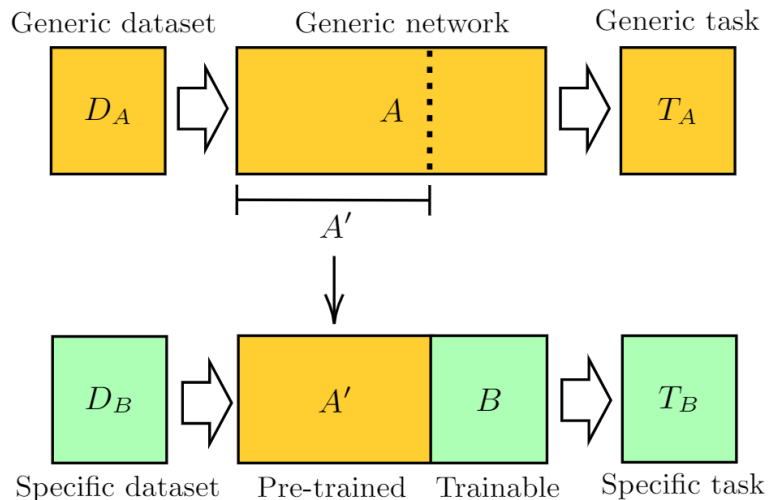 Generic dataset Generic network Generic task
D_A A T_A
A′
D_B A′ B T_B
Specific dataset Pre-trained Trainable Specific task